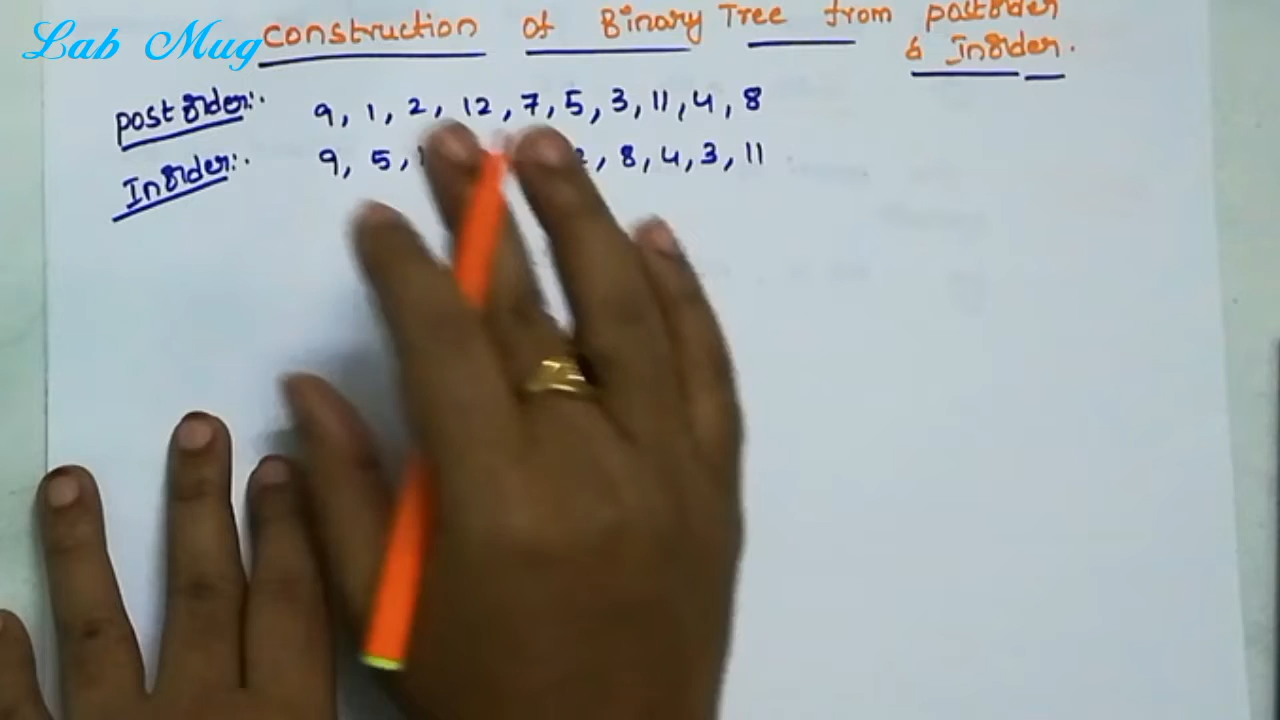 Lab Mug
Construction of Binary Tree from postorder
& Inorder.
postorder:. 9, 1, 2, 12, 7, 5, 3, 11, 4, 8
Inorder:. 9, 5, 1 , 8, 4, 3, 11